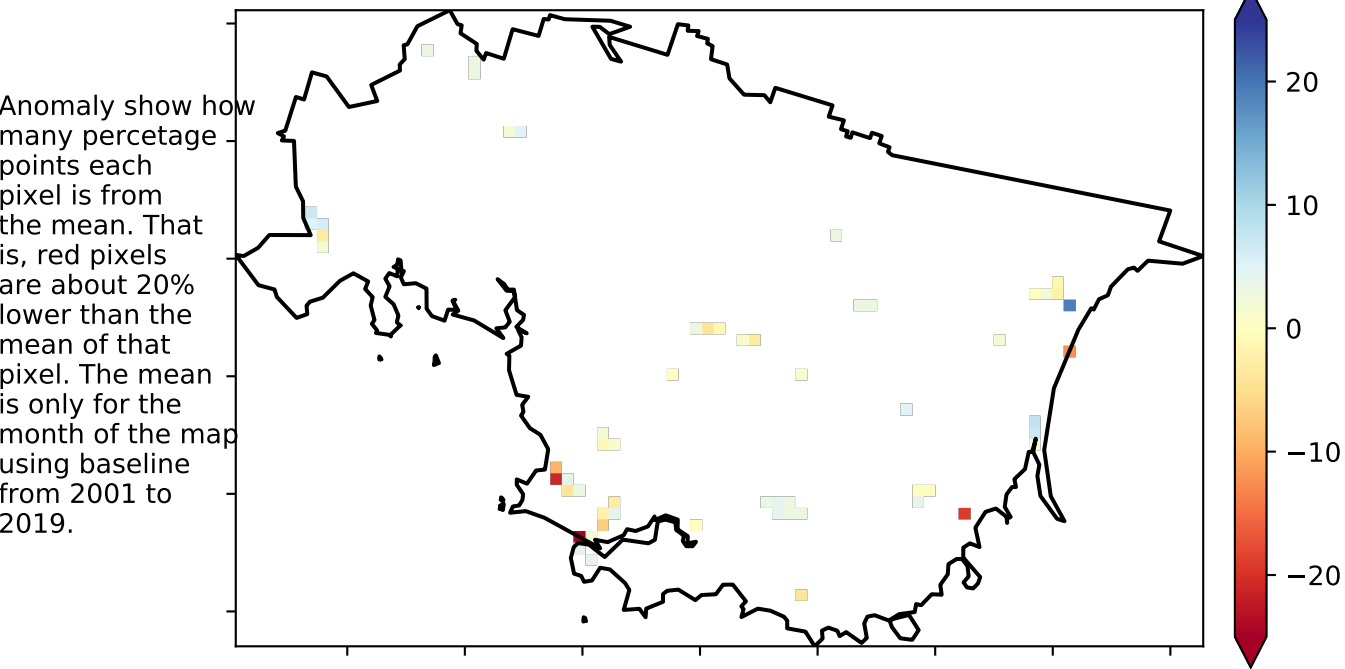 Anomaly show how
many percetage
points each
pixel is from
the mean. That
is, red pixels
are about 20%
lower than the
mean of that
pixel. The mean
is only for the
month of the map
using baseline
from 2001 to
2019.
20
10
0
−10
−20